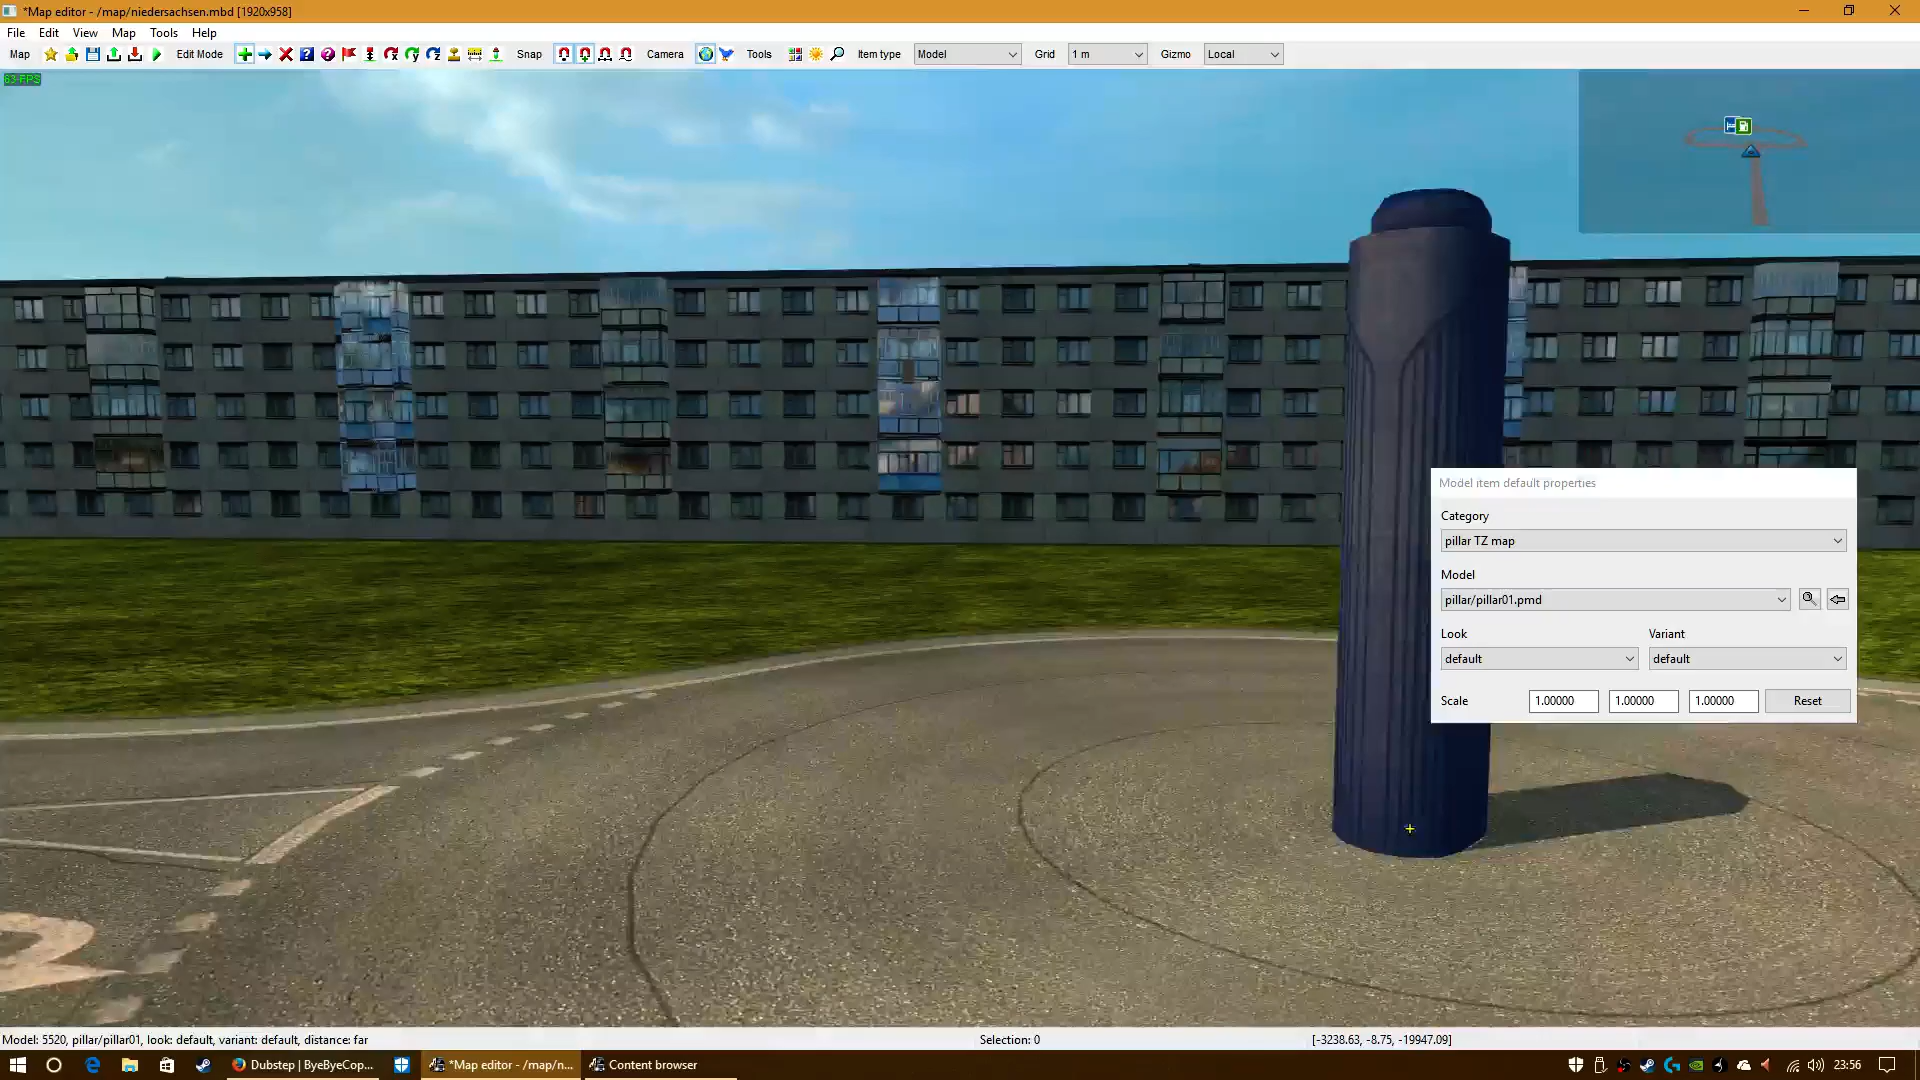 *Map editor - /map/niedersachsen.mbd [1920x958]
File Edit View Map Tools Help
Map Edit Mode Snap Camera Tools Item type Model Grid 1 m Gizmo Local
63 FPS
Model item default properties
Category
pillar TZ map
Model
pillar/pillar01.pmd
Look Variant
default default
Scale 1.00000 1.00000 1.00000 Reset
Model: 5520, pillar/pillar01, look: default, variant: default, distance: far Selection: 0 [-3238.63, -8.75, -19947.09]
Dubstep | ByeByeCop... *Map editor - /map/n... Content browser 23:56